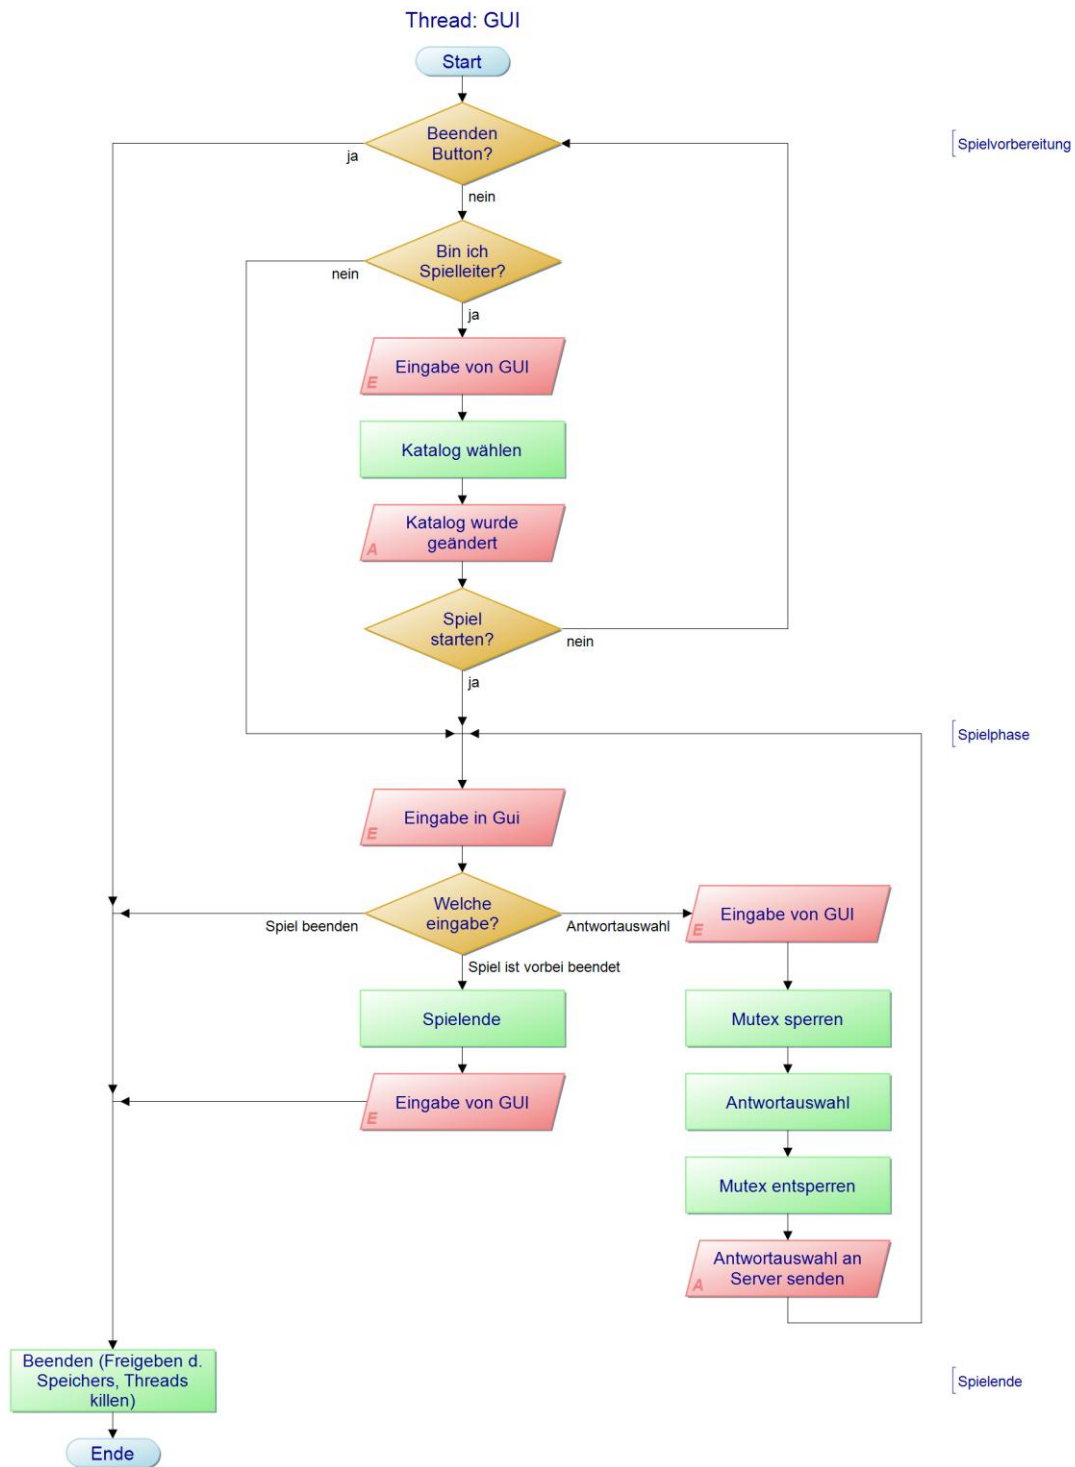 Thread: GUI
Start
Beenden
Button?
Spielvorbereitung
ja
nein
Bin ich
Spielleiter?
nein
ja
Eingabe von GUI
E
Katalog wählen
Katalog wurde
geändert
A
Spiel
starten?
nein
ja
Spielphase
Eingabe in Gui
E
Welche
eingabe?
Spiel beenden
Antwortauswahl
Eingabe von GUI
E
Spiel ist vorbei beendet
Spielende
Mutex sperren
Eingabe von GUI
E
Antwortauswahl
Mutex entsperren
Antwortauswahl an
Server senden
A
Beenden (Freigeben d.
Speichers, Threads
killen)
Spielende
Ende